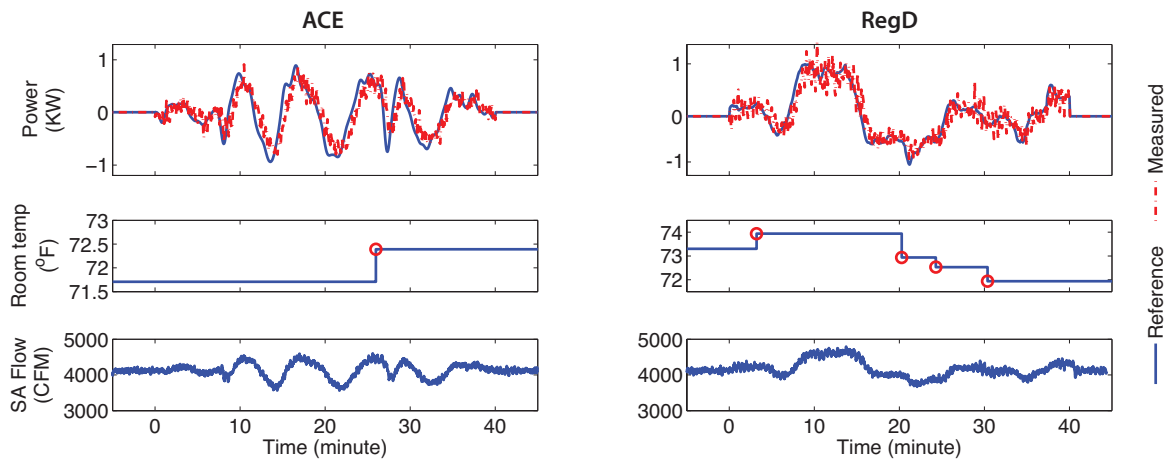 ACE
RegD
Power
(KW)
1
0
−1
1
0
-1
Room temp
(⁰F)
73
72.5
72
71.5
74
73
72
SA Flow
(CFM)
5000
4000
3000
5000
4000
3000
0 10 20 30 40
Time (minute)
0 10 20 30 40
Time (minute)
Reference
Measured